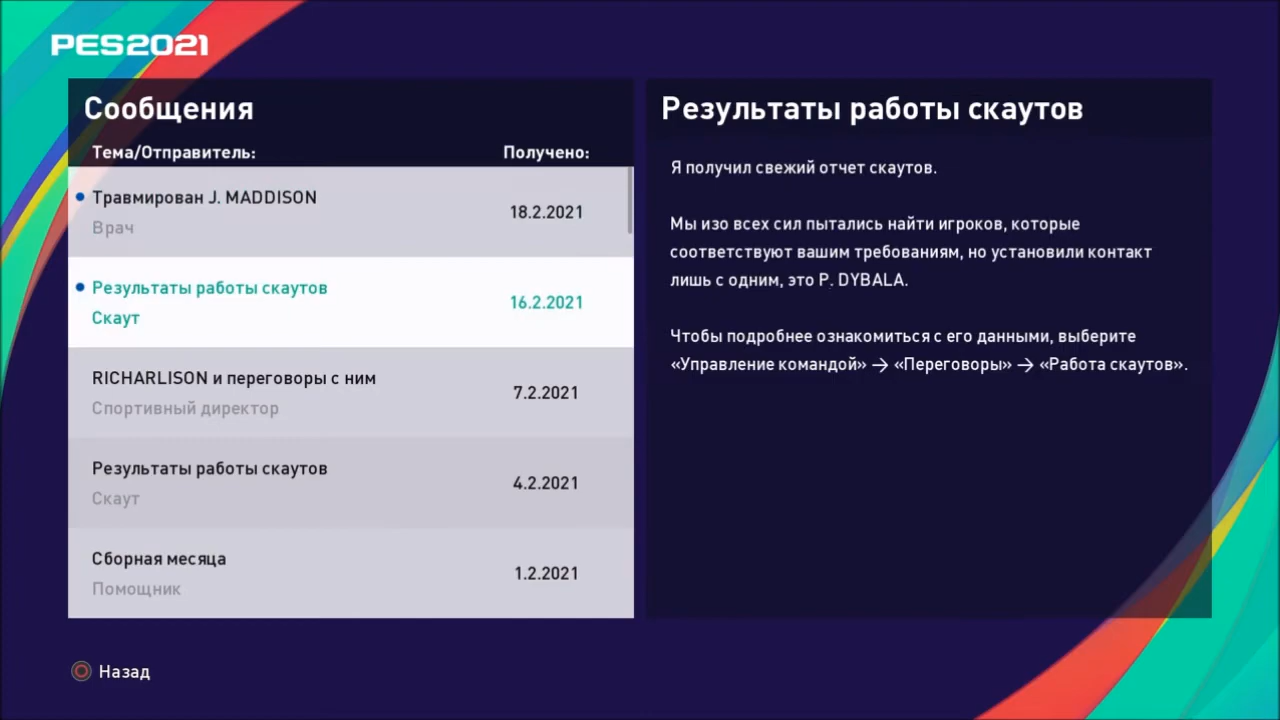 PES2021
Сообщения
Тема/Отправитель: Получено:
Травмирован J. MADDISON
Врач
18.2.2021
Результаты работы скаутов
Скаут
16.2.2021
RICHARLISON и переговоры с ним
Спортивный директор
7.2.2021
Результаты работы скаутов
Скаут
4.2.2021
Сборная месяца
Помощник
1.2.2021
Результаты работы скаутов
Я получил свежий отчет скаутов.
Мы изо всех сил пытались найти игроков, которые
соответствуют вашим требованиям, но установили контакт
лишь с одним, это P. DYBALA.
Чтобы подробнее ознакомиться с его данными, выберите
«Управление командой» → «Переговоры» → «Работа скаутов».
Назад